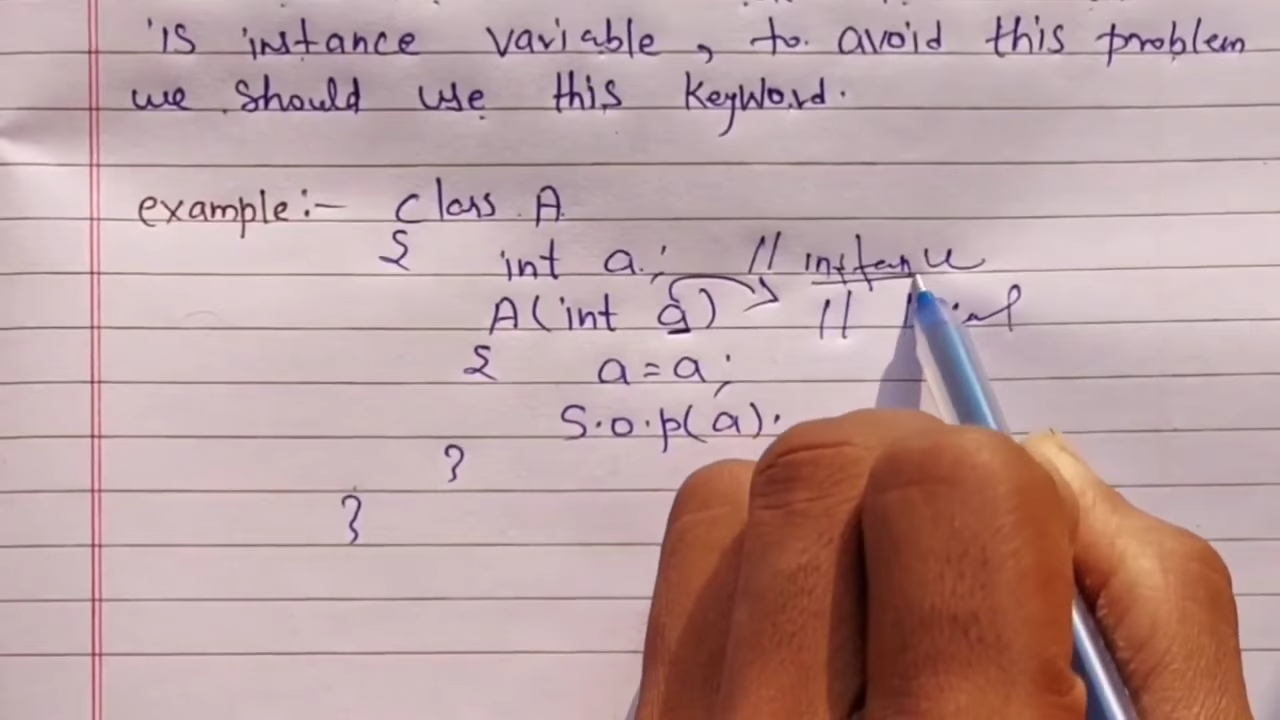 is instance variable, to avoid this problem
we should use this keyword.
example:- class A
{ int a; // instance
A(int a) //
{ a = a;
S.o.p(a).
}
}